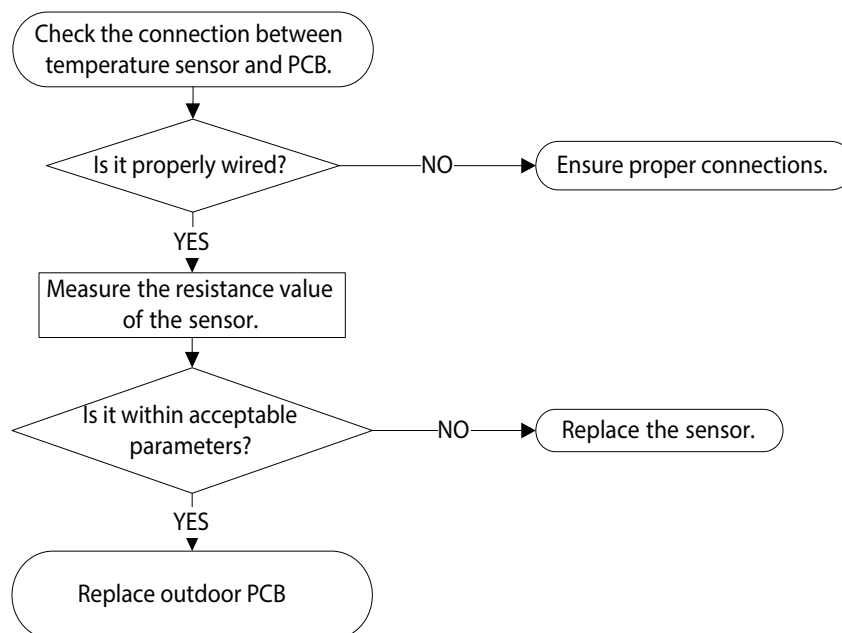 Check the connection between
temperature sensor and PCB.
Is it properly wired?
NO
Ensure proper connections.
YES
Measure the resistance value
of the sensor.
Is it within acceptable
parameters?
NO
Replace the sensor.
YES
Replace outdoor PCB